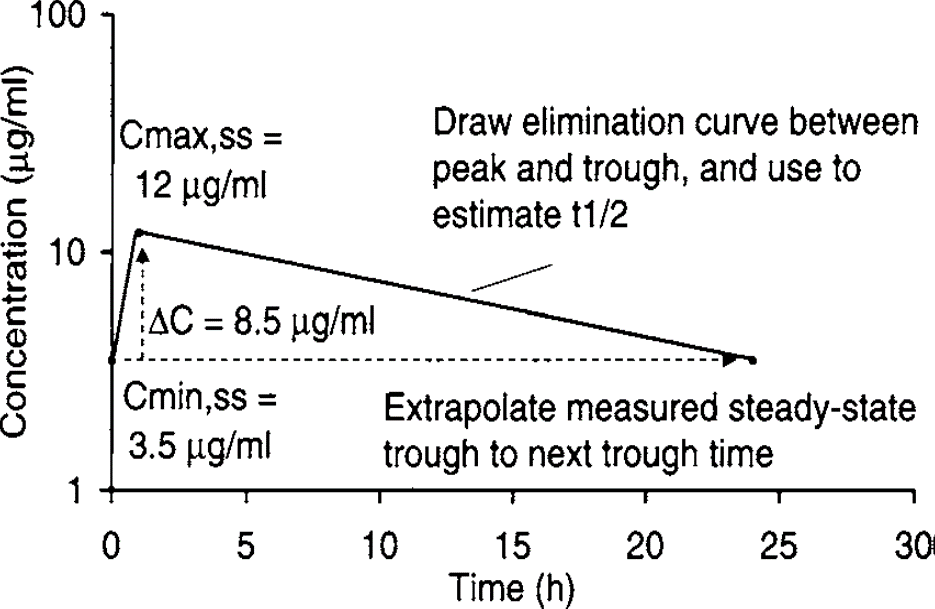 100
10
1
Concentration (µg/ml)
Cmax,ss =
12 µg/ml
Draw elimination curve between
peak and trough, and use to
estimate t1/2
ΔC = 8.5 µg/ml
Cmin,ss =
3.5 µg/ml
Extrapolate measured steady-state
trough to next trough time
0 5 10 15 20 25 30
Time (h)